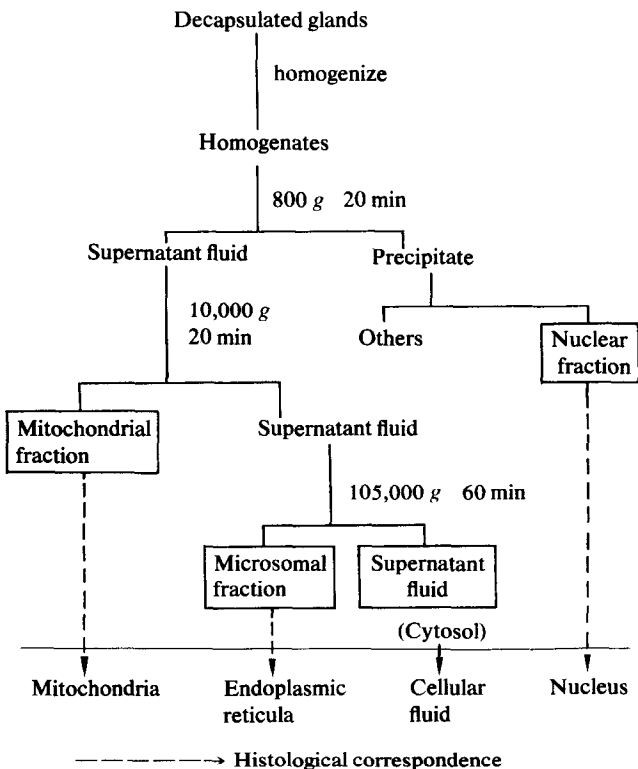 Decapsulated glands
homogenize
Homogenates
800 g 20 min
Supernatant fluid
Precipitate
10,000 g
20 min
Others
Nuclear
fraction
Mitochondrial
fraction
Supernatant fluid
105,000 g 60 min
Microsomal
fraction
Supernatant
fluid
(Cytosol)
Mitochondria
Endoplasmic
reticula
Cellular
fluid
Nucleus
Histological correspondence